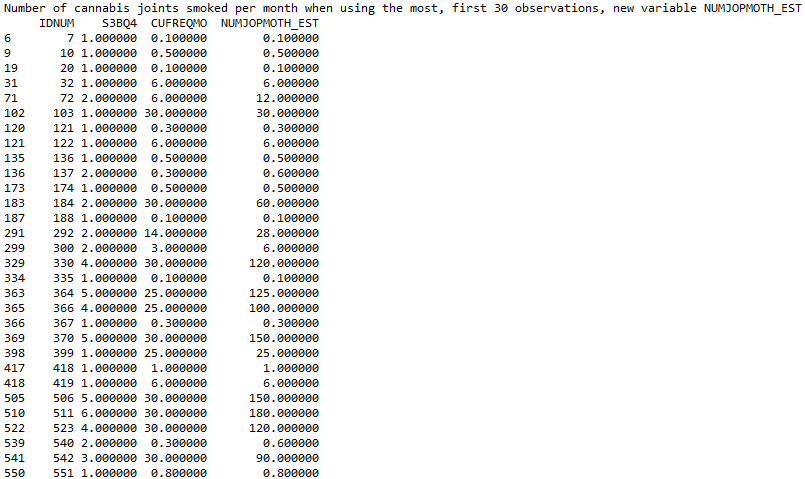 Number of cannabis joints smoked per month when using the most, first 30 observations, new variable NUMJOPMOTH_EST
IDNUM S3BQ4 CUFREQMO NUMJOPMOTH_EST
6 7 1.000000 0.100000 0.100000
9 10 1.000000 0.500000 0.500000
19 20 1.000000 0.100000 0.100000
31 32 1.000000 6.000000 6.000000
71 72 2.000000 6.000000 12.000000
102 103 1.000000 30.000000 30.000000
120 121 1.000000 0.300000 0.300000
121 122 1.000000 6.000000 6.000000
135 136 1.000000 0.500000 0.500000
136 137 2.000000 0.300000 0.600000
173 174 1.000000 0.500000 0.500000
183 184 2.000000 30.000000 60.000000
187 188 1.000000 0.100000 0.100000
291 292 2.000000 14.000000 28.000000
299 300 2.000000 3.000000 6.000000
329 330 4.000000 30.000000 120.000000
334 335 1.000000 0.100000 0.100000
363 364 5.000000 25.000000 125.000000
365 366 4.000000 25.000000 100.000000
366 367 1.000000 0.300000 0.300000
369 370 5.000000 30.000000 150.000000
398 399 1.000000 25.000000 25.000000
417 418 1.000000 1.000000 1.000000
418 419 1.000000 6.000000 6.000000
505 506 5.000000 30.000000 150.000000
510 511 6.000000 30.000000 180.000000
522 523 4.000000 30.000000 120.000000
539 540 2.000000 0.300000 0.600000
541 542 3.000000 30.000000 90.000000
550 551 1.000000 0.800000 0.800000